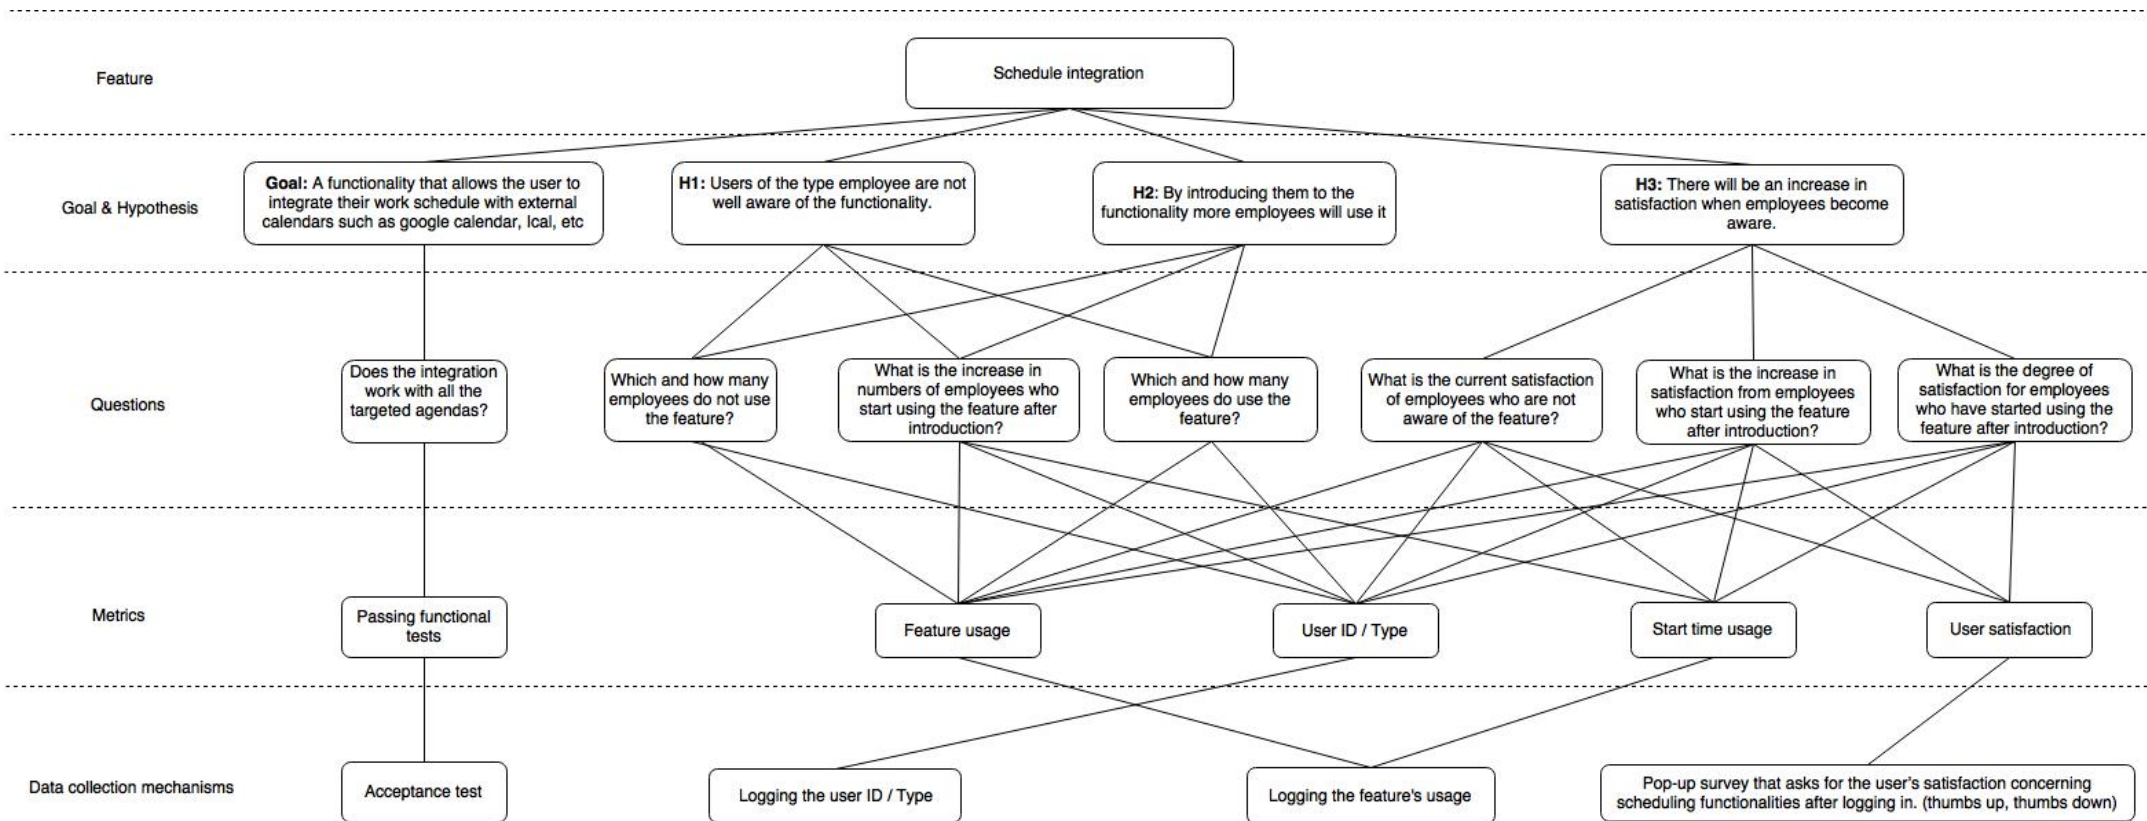 Feature
Schedule integration
Goal & Hypothesis
Goal: A functionality that allows the user to
integrate their work schedule with external
calendars such as google calendar, Ical, etc
H1: Users of the type employee are not
well aware of the functionality.
H2: By introducing them to the
functionality more employees will use it
H3: There will be an increase in
satisfaction when employees become
aware.
Questions
Does the integration
work with all the
targeted agendas?
Which and how many
employees do not use
the feature?
What is the increase in
numbers of employees who
start using the feature after
introduction?
Which and how many
employees do use the
feature?
What is the current satisfaction
of employees who are not
aware of the feature?
What is the increase in
satisfaction from employees
who start using the feature
after introduction?
What is the degree of
satisfaction for employees
who have started using the
feature after introduction?
Metrics
Passing functional
tests
Feature usage
User ID / Type
Start time usage
User satisfaction
Data collection mechanisms
Acceptance test
Logging the user ID / Type
Logging the feature's usage
Pop-up survey that asks for the user's satisfaction concerning
scheduling functionalities after logging in. (thumbs up, thumbs down)